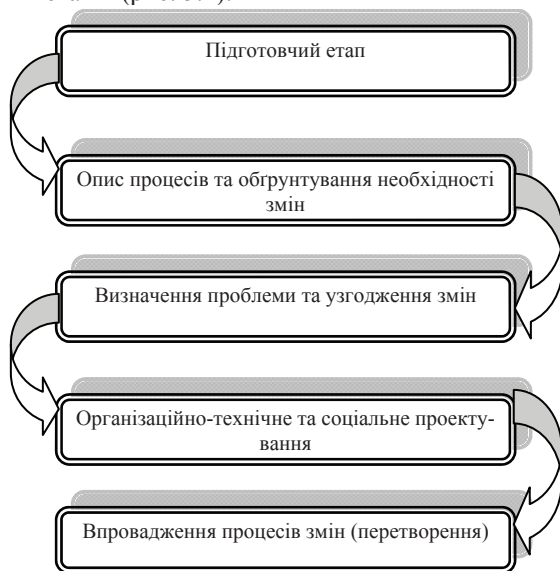 Підготовчий етап
Опис процесів та обґрунтування необхідності
змін
Визначення проблеми та узгодження змін
Організаційно-технічне та соціальне проекту-
вання
Впровадження процесів змін (перетворення)